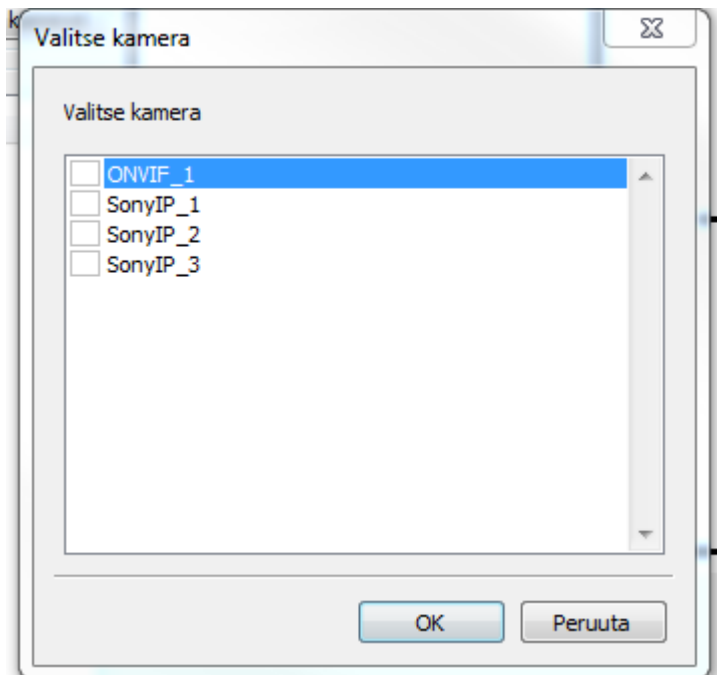 Valitse kamera
Valitse kamera
ONVIF_1
SonyIP_1
SonyIP_2
SonyIP_3
OK Peruuta